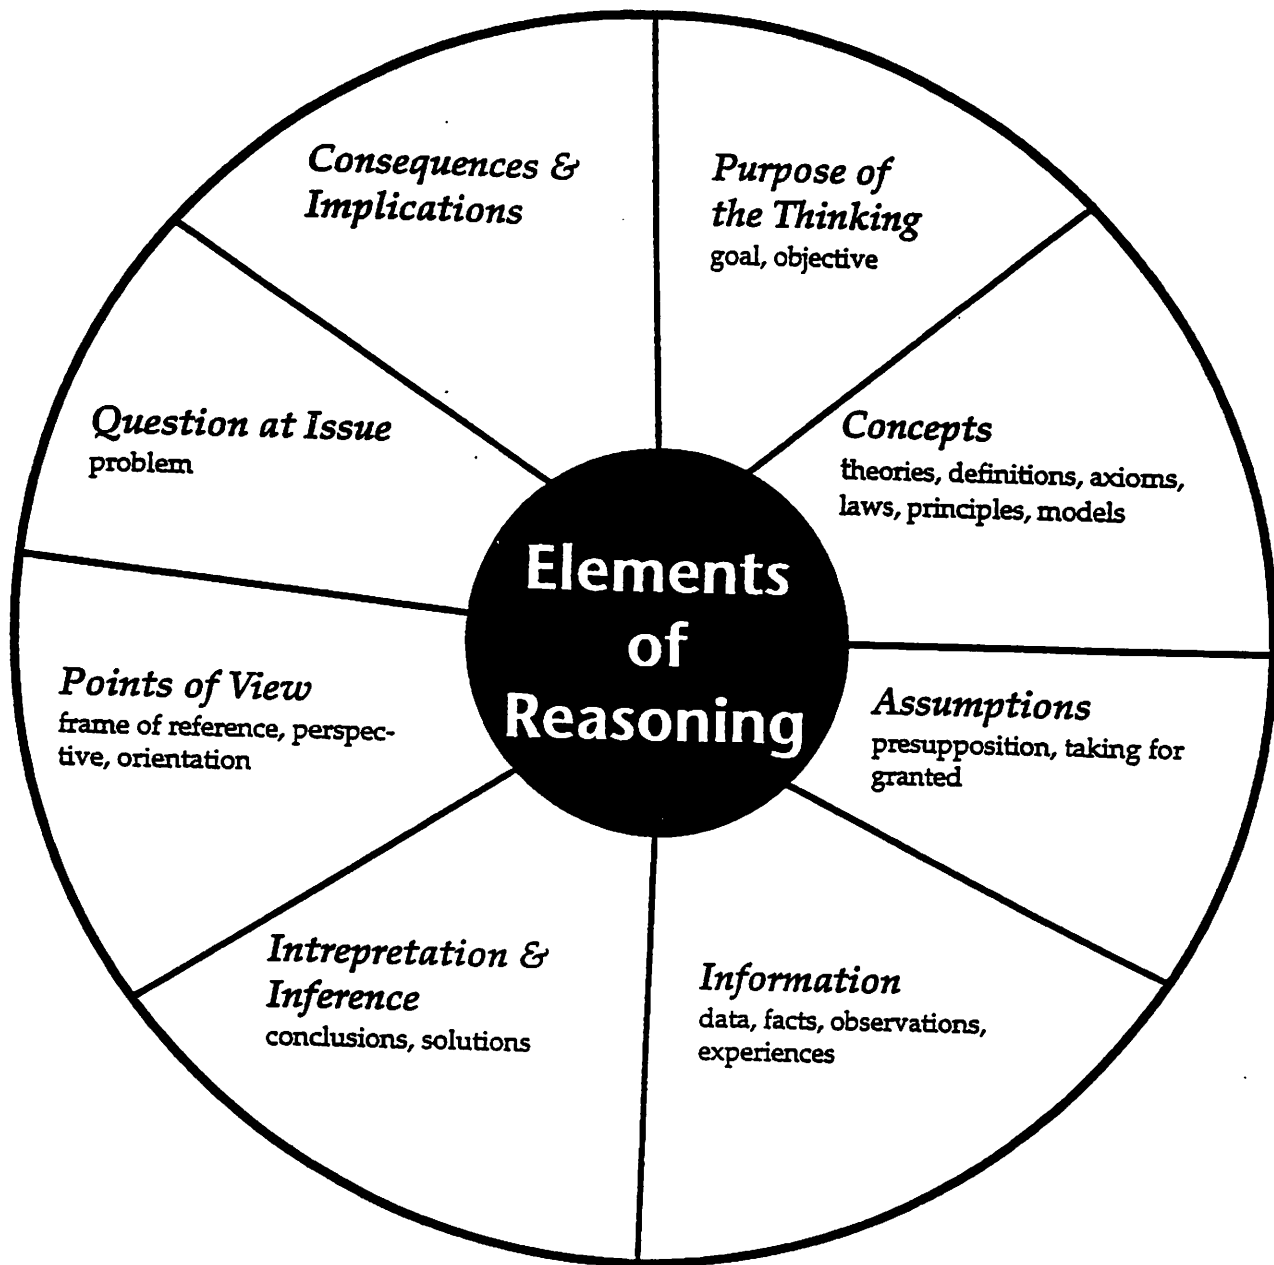 Consequences &
Implications
Purpose of
the Thinking
goal, objective
Question at Issue
problem
Concepts
theories, definitions, axioms,
laws, principles, models
Elements
of
Reasoning
Points of View
frame of reference, perspec-
tive, orientation
Assumptions
presupposition, taking for
granted
Intrepretation &
Inference
conclusions, solutions
Information
data, facts, observations,
experiences